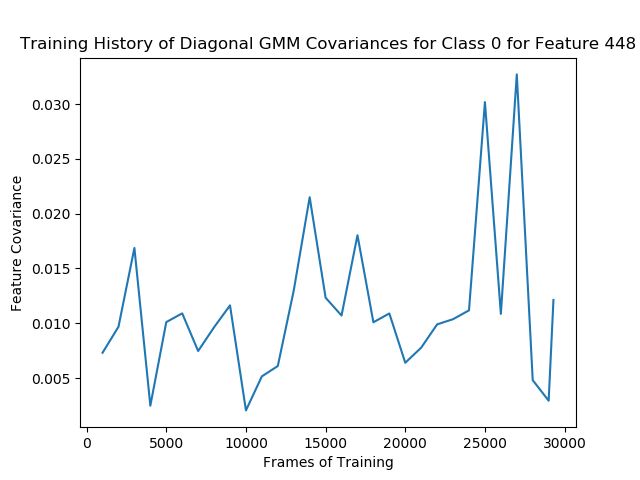 Training History of Diagonal GMM Covariances for Class 0 for Feature 448
0.030
0.025
0.020
0.015
0.010
0.005
Feature Covariance
0 5000 10000 15000 20000 25000 30000
Frames of Training